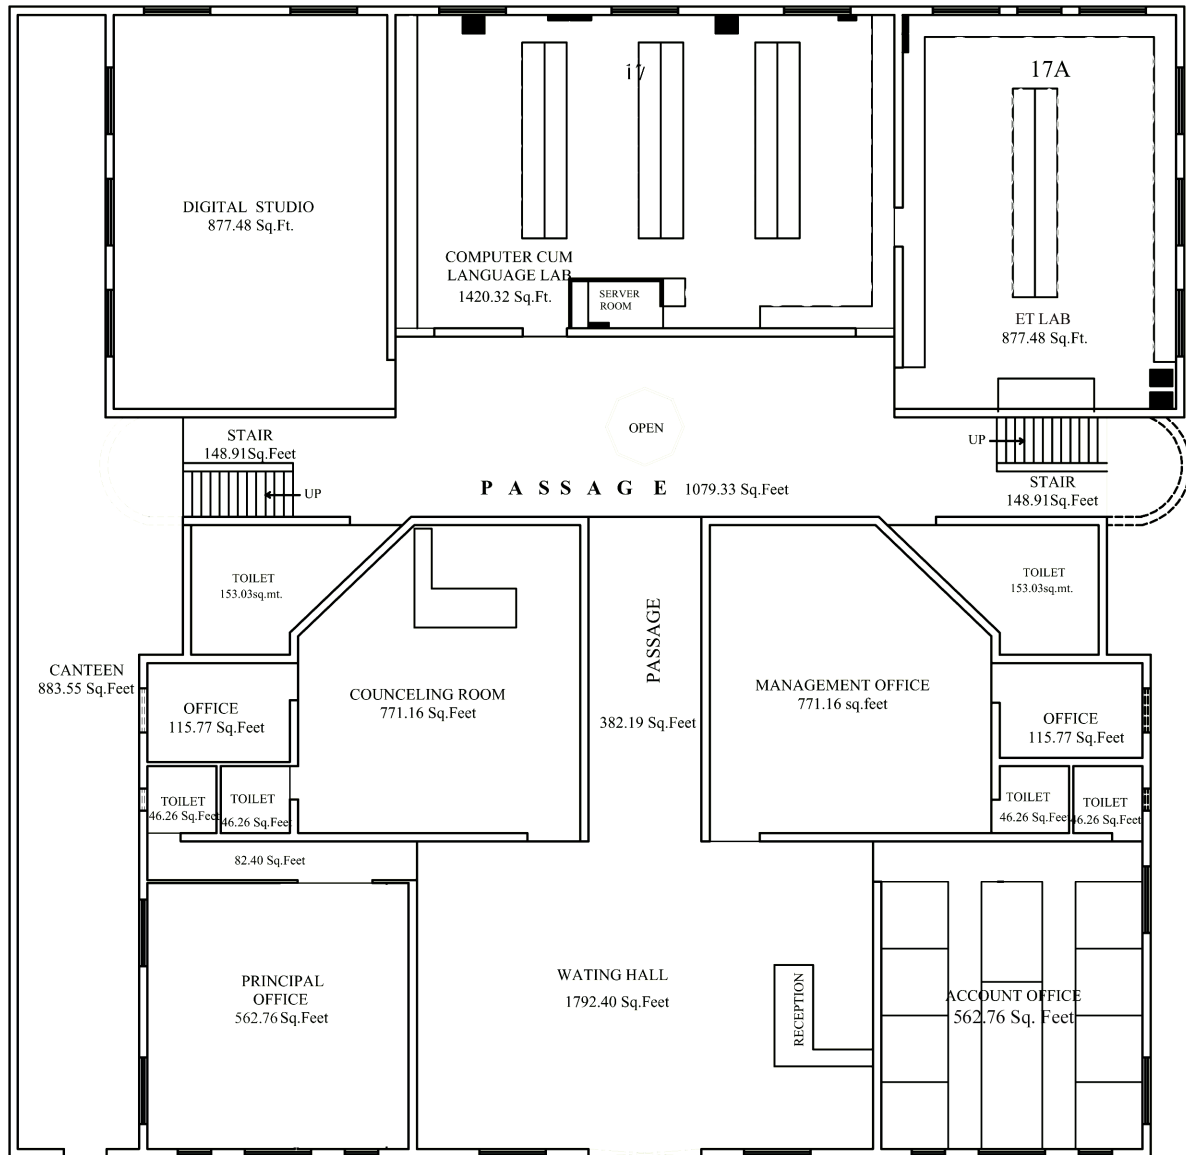 17
17A
DIGITAL STUDIO
877.48 Sq.Ft.
COMPUTER CUM
LANGUAGE LAB
1420.32 Sq.Ft.
SERVER
ROOM
ET LAB
877.48 Sq.Ft.
STAIR
148.91Sq.Feet
UP
OPEN
UP
STAIR
148.91Sq.Feet
PASSAGE 1079.33 Sq.Feet
TOILET
153.03sq.mt.
TOILET
153.03sq.mt.
PASSAGE
382.19 Sq.Feet
CANTEEN
883.55 Sq.Feet
OFFICE
115.77 Sq.Feet
COUNCELING ROOM
771.16 Sq.Feet
MANAGEMENT OFFICE
771.16 sq.feet
OFFICE
115.77 Sq.Feet
TOILET
46.26 Sq.Feet
TOILET
46.26 Sq.Feet
TOILET
46.26 Sq.Feet
TOILET
46.26 Sq.Feet
82.40 Sq.Feet
PRINCIPAL
OFFICE
562.76 Sq.Feet
WATING HALL
1792.40 Sq.Feet
RECEPTION
ACCOUNT OFFICE
562.76 Sq. Feet